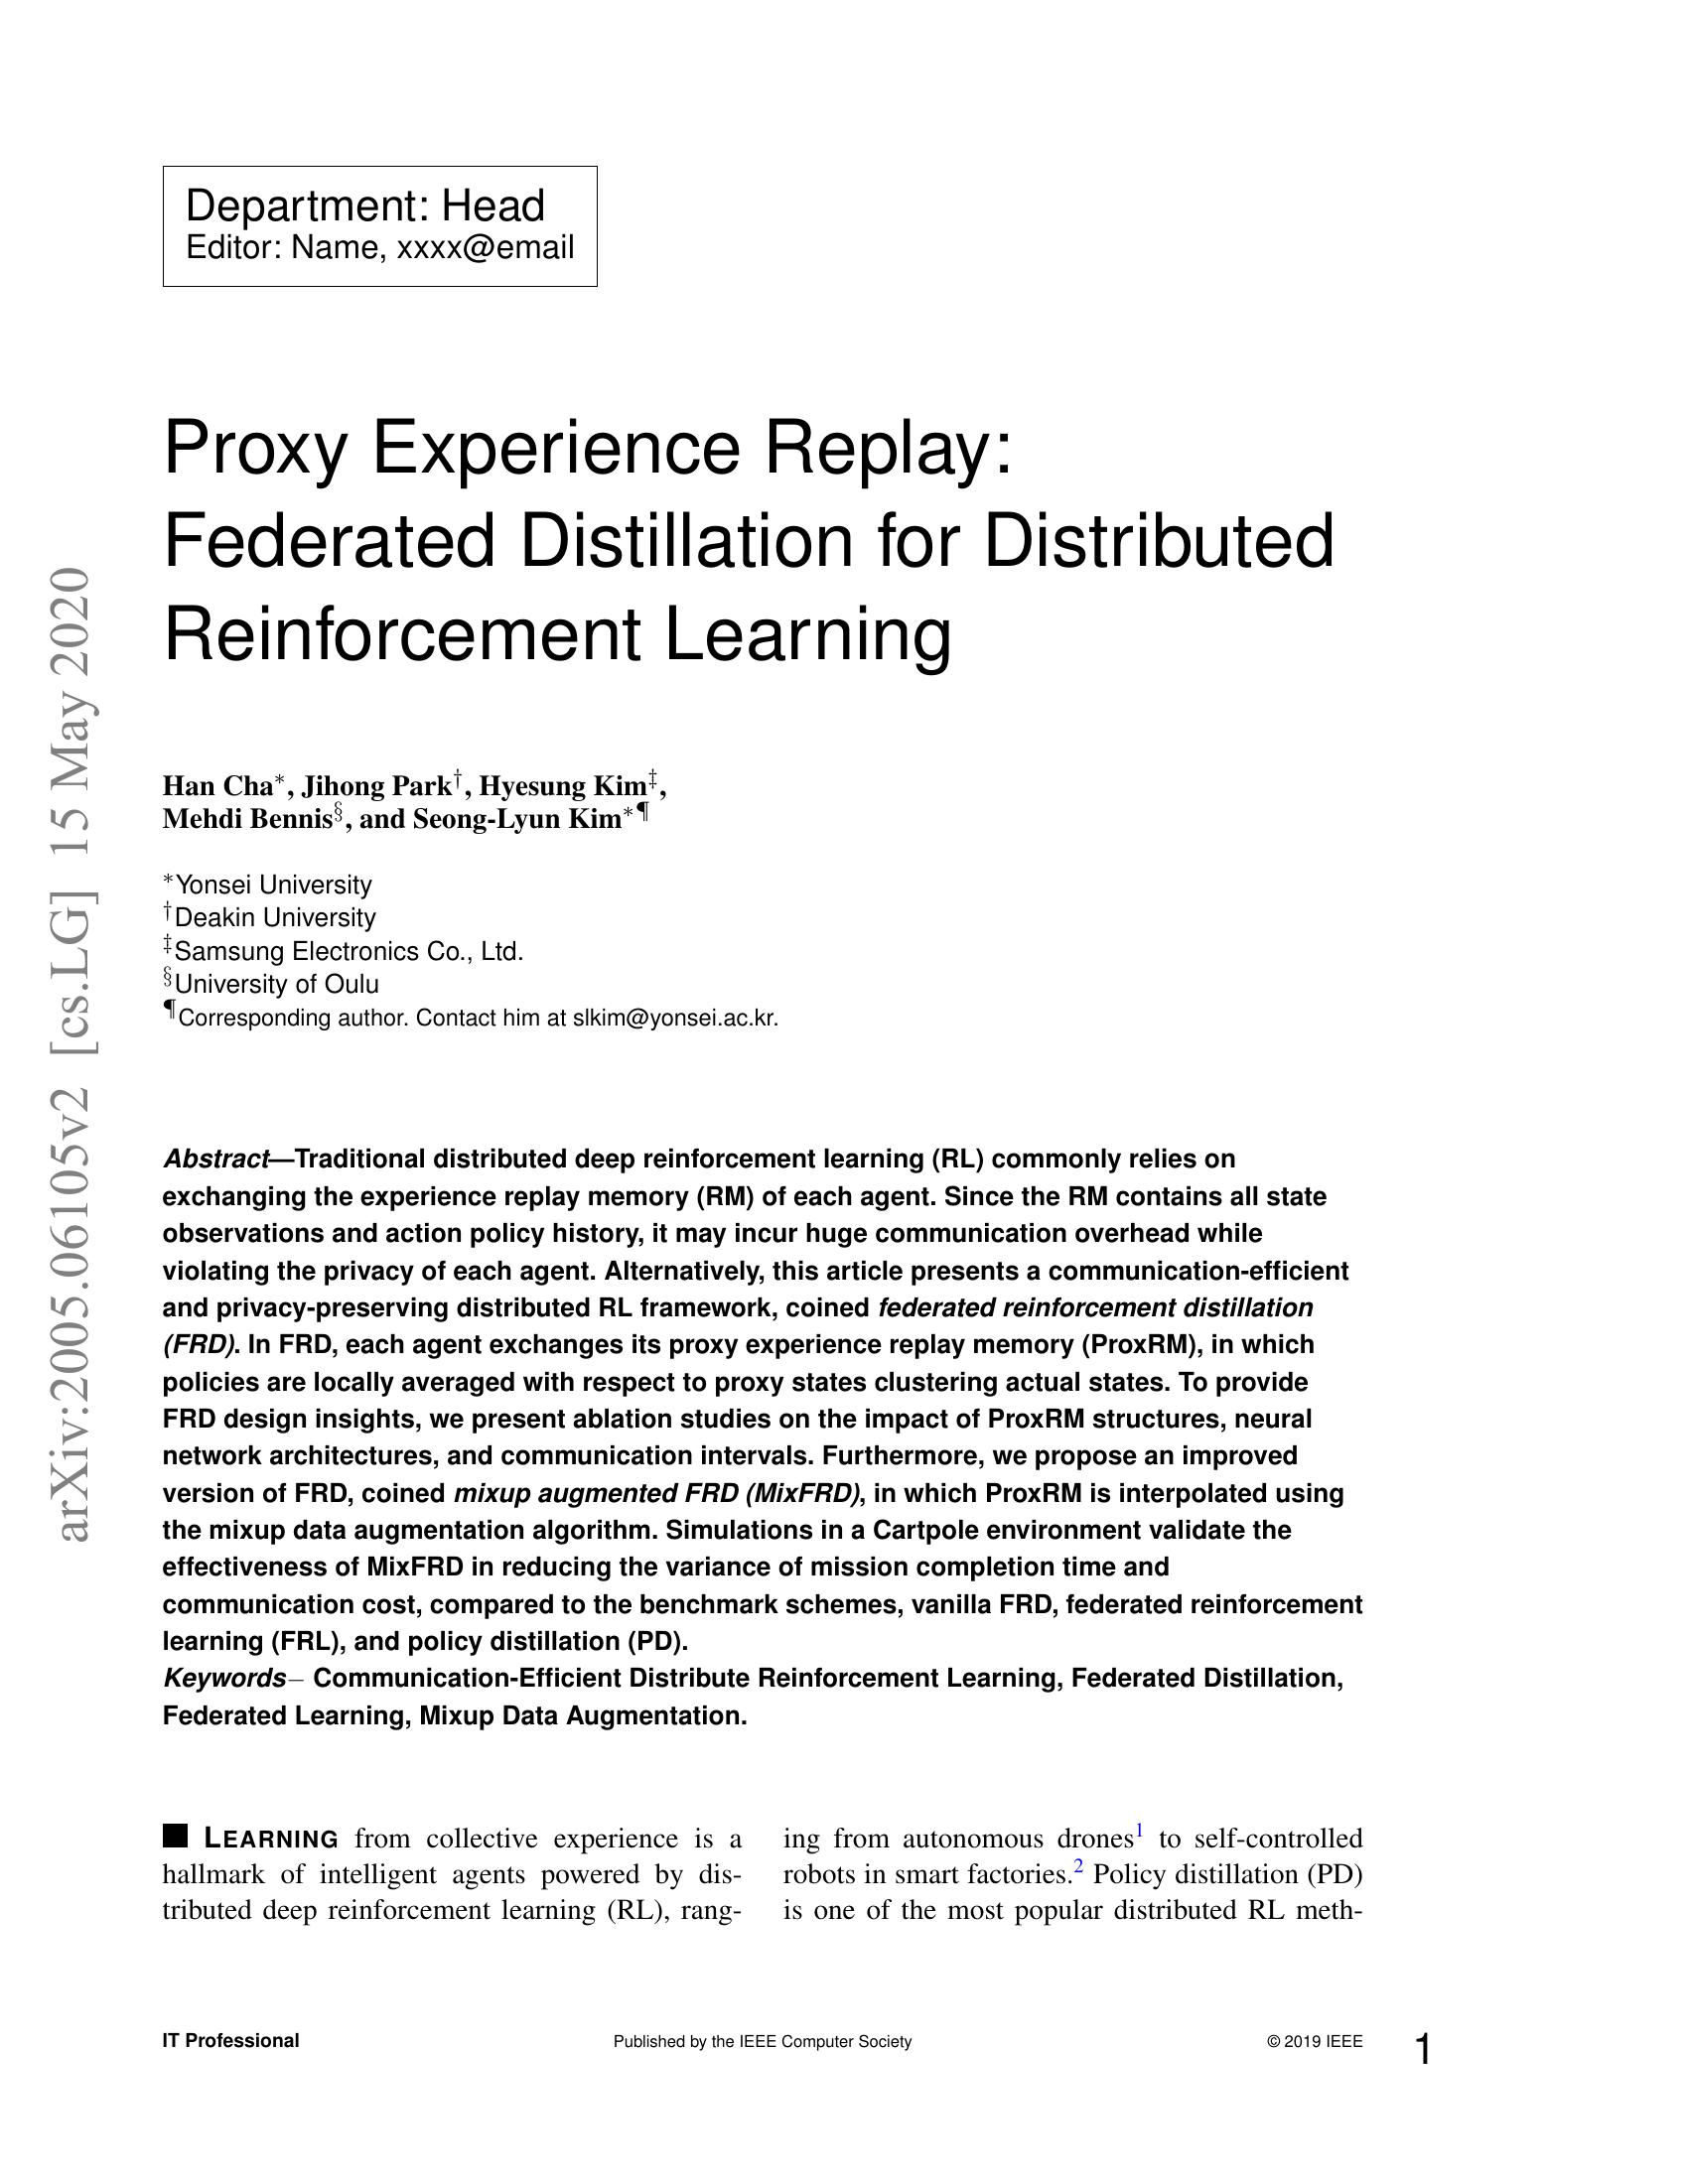 Department: Head
Editor: Name, xxxx@email
Proxy Experience Replay:
Federated Distillation for Distributed
Reinforcement Learning
Han Cha*, Jihong Park†, Hyesung Kim‡,
Mehdi Bennis§, and Seong-Lyun Kim*¶
*Yonsei University
†Deakin University
‡Samsung Electronics Co., Ltd.
§University of Oulu
¶Corresponding author. Contact him at slkim@yonsei.ac.kr.
arXiv:2005.06105v2 [cs.LG] 15 May 2020
Abstract—Traditional distributed deep reinforcement learning (RL) commonly relies on
exchanging the experience replay memory (RM) of each agent. Since the RM contains all state
observations and action policy history, it may incur huge communication overhead while
violating the privacy of each agent. Alternatively, this article presents a communication-efficient
and privacy-preserving distributed RL framework, coined federated reinforcement distillation
(FRD). In FRD, each agent exchanges its proxy experience replay memory (ProxRM), in which
policies are locally averaged with respect to proxy states clustering actual states. To provide
FRD design insights, we present ablation studies on the impact of ProxRM structures, neural
network architectures, and communication intervals. Furthermore, we propose an improved
version of FRD, coined mixup augmented FRD (MixFRD), in which ProxRM is interpolated using
the mixup data augmentation algorithm. Simulations in a Cartpole environment validate the
effectiveness of MixFRD in reducing the variance of mission completion time and
communication cost, compared to the benchmark schemes, vanilla FRD, federated reinforcement
learning (FRL), and policy distillation (PD).
Keywords– Communication-Efficient Distribute Reinforcement Learning, Federated Distillation,
Federated Learning, Mixup Data Augmentation.
■ LEARNING from collective experience is a
hallmark of intelligent agents powered by dis-
tributed deep reinforcement learning (RL), rang-
ing from autonomous drones1 to self-controlled
robots in smart factories.2 Policy distillation (PD)
is one of the most popular distributed RL meth-
IT Professional
Published by the IEEE Computer Society
© 2019 IEEE
1